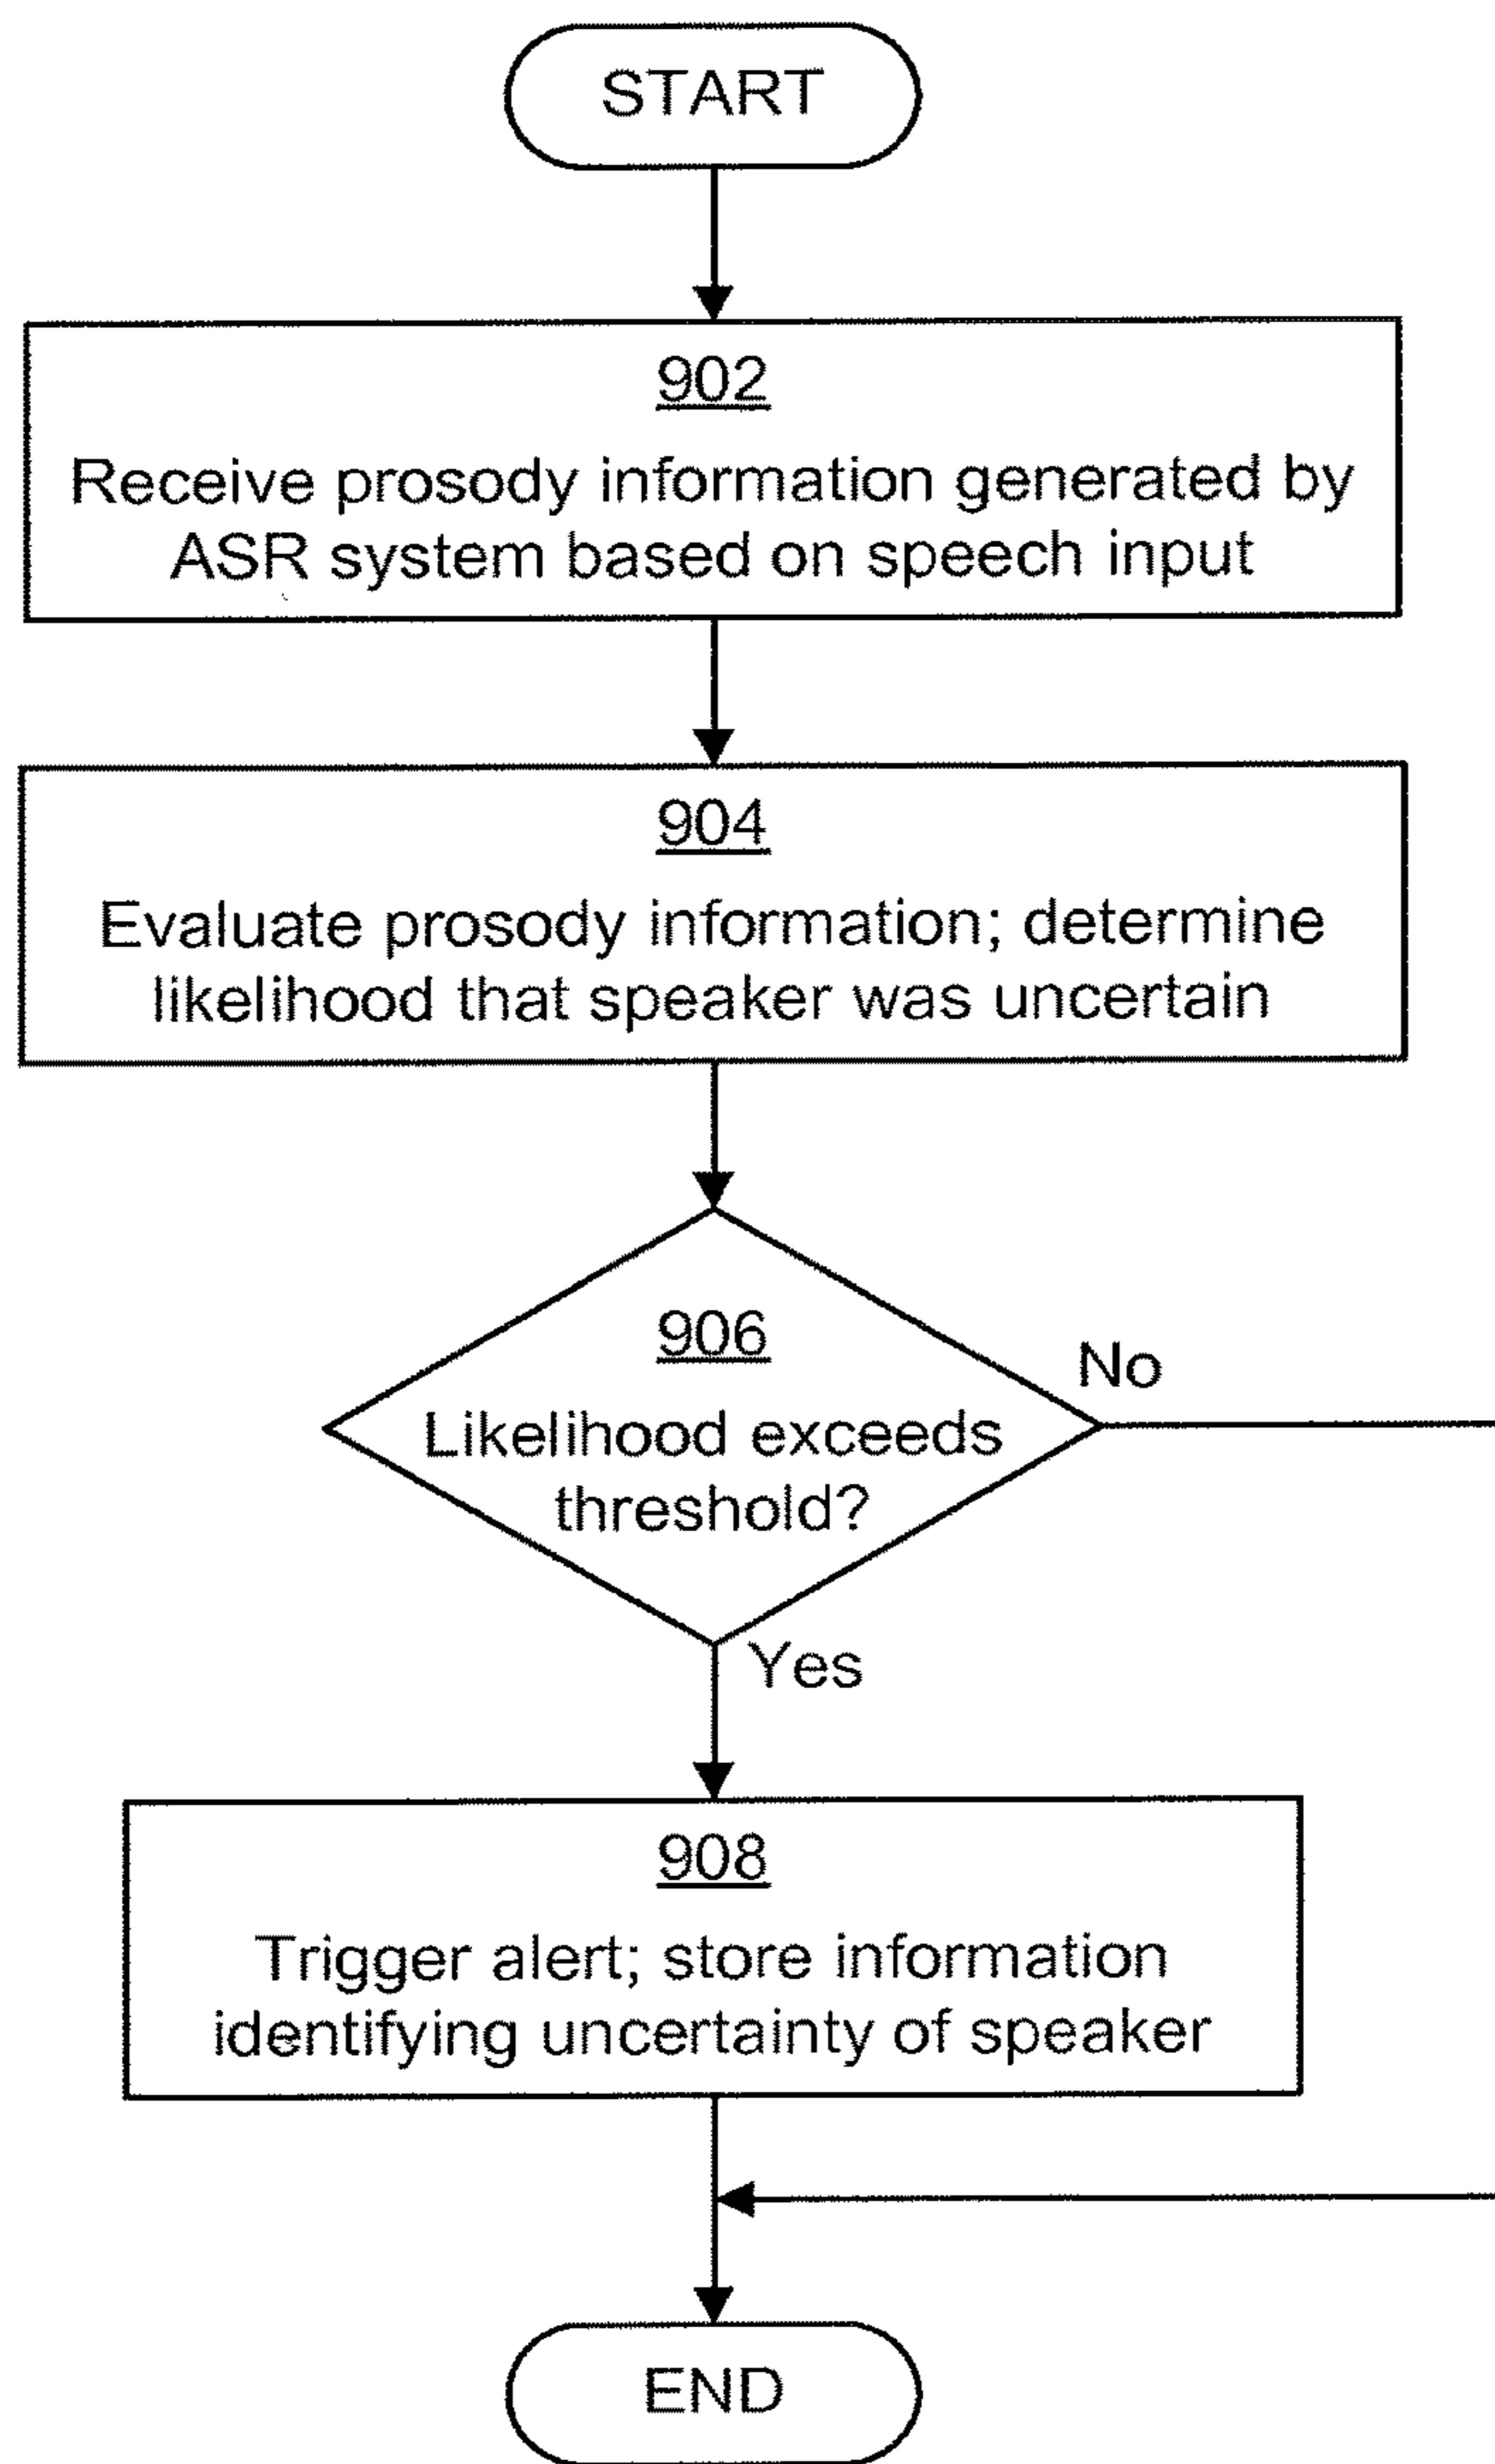 START
902
Receive prosody information generated by
ASR system based on speech input
904
Evaluate prosody information; determine
likelihood that speaker was uncertain
906
Likelihood exceeds
threshold?
No
Yes
908
Trigger alert; store information
identifying uncertainty of speaker
END